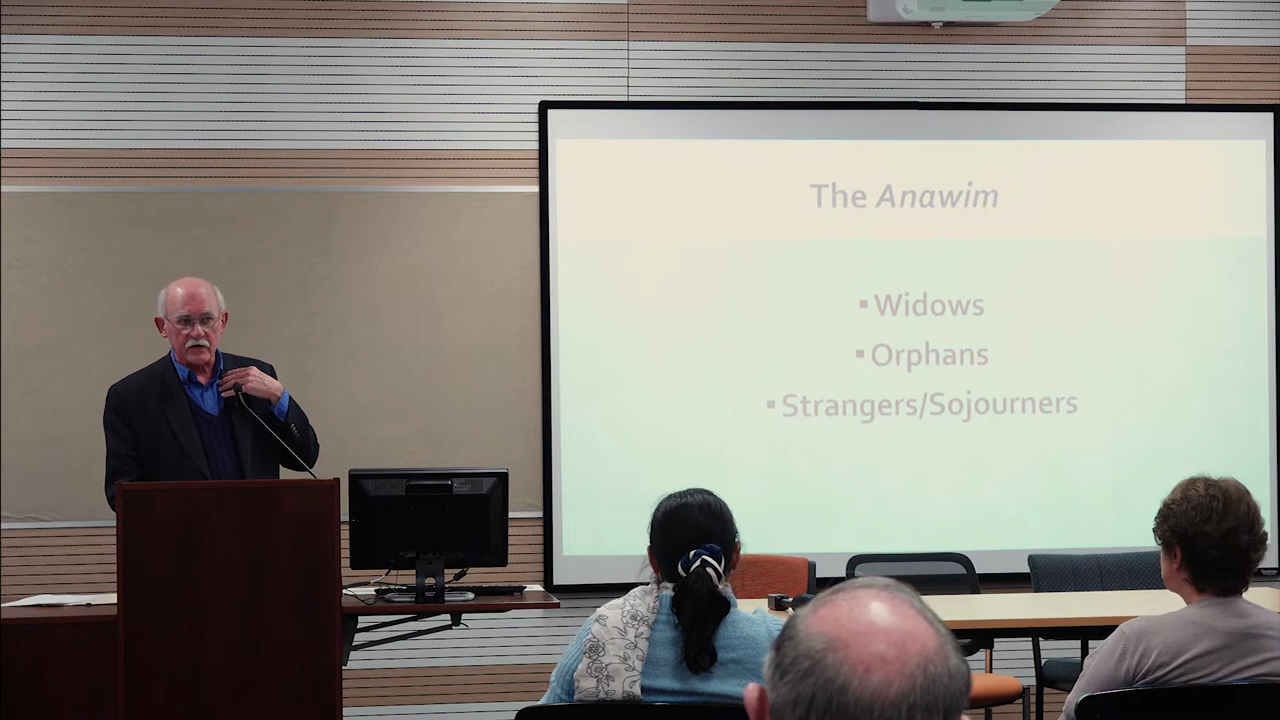 The Anawim
▪ Widows
▪ Orphans
▪ Strangers/Sojourners